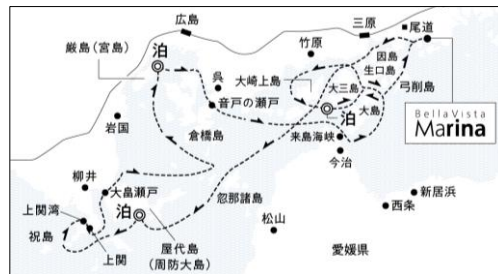 広島
三原
尾道
厳島(宮島)
泊
竹原
因島
生口島
呉
大崎上島
大三島
弓削島
音戸の瀬戸
泊
大島
BellaVista
Marina
岩国
倉橋島
来島海峡
今治
柳井
大畠瀬戸
忽那諸島
新居浜
上関湾
泊
松山
西条
祝島
上関
屋代島
(周防大島)
愛媛県